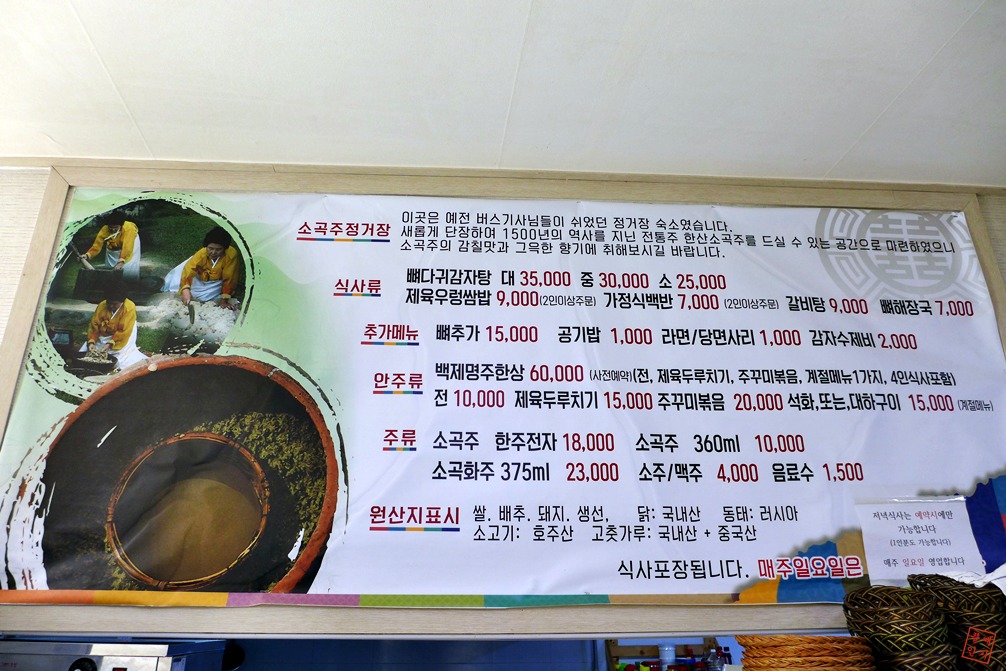 소곡주정거장
이곳은 예전 버스기사님들이 쉬었던 정거장 숙소였습니다.
새롭게 단장하여 1500년의 역사를 지닌 전통주 한산소곡주를 드실 수 있는 공간으로 마련하였으니
소곡주의 감칠맛과 그윽한 향기에 취해보시길 바랍니다.
식사류 뼈다귀감자탕 대 35,000 중 30,000 소 25,000
제육우렁쌈밥 9,000(2인이상주문) 가정식백반 7,000 (2인이상주문) 갈비탕 9,000 뼈해장국 7,000
추가메뉴 뼈추가 15,000 공기밥 1,000 라면/당면사리 1,000 감자수제비 2,000
안주류 백제명주한상 60,000 (사전예약)(전, 제육두루치기, 주꾸미볶음, 계절메뉴1가지, 4인식사포함)
전 10,000 제육두루치기 15,000 주꾸미볶음 20,000 석화,또는,대하구이 15,000 (계절메뉴)
주류 소곡주 한주전자 18,000 소곡주 360ml 10,000
소곡화주 375ml 23,000 소주/맥주 4,000 음료수 1,500
원산지표시 쌀. 배추. 돼지. 생선, 닭: 국내산 동태: 러시아
소고기: 호주산 고춧가루: 국내산 + 중국산
식사포장됩니다. 매주일요일은
저녁식사는 예약시에만
가능합니다
(1인분도 가능합니다)
매주 일요일 영업합니다